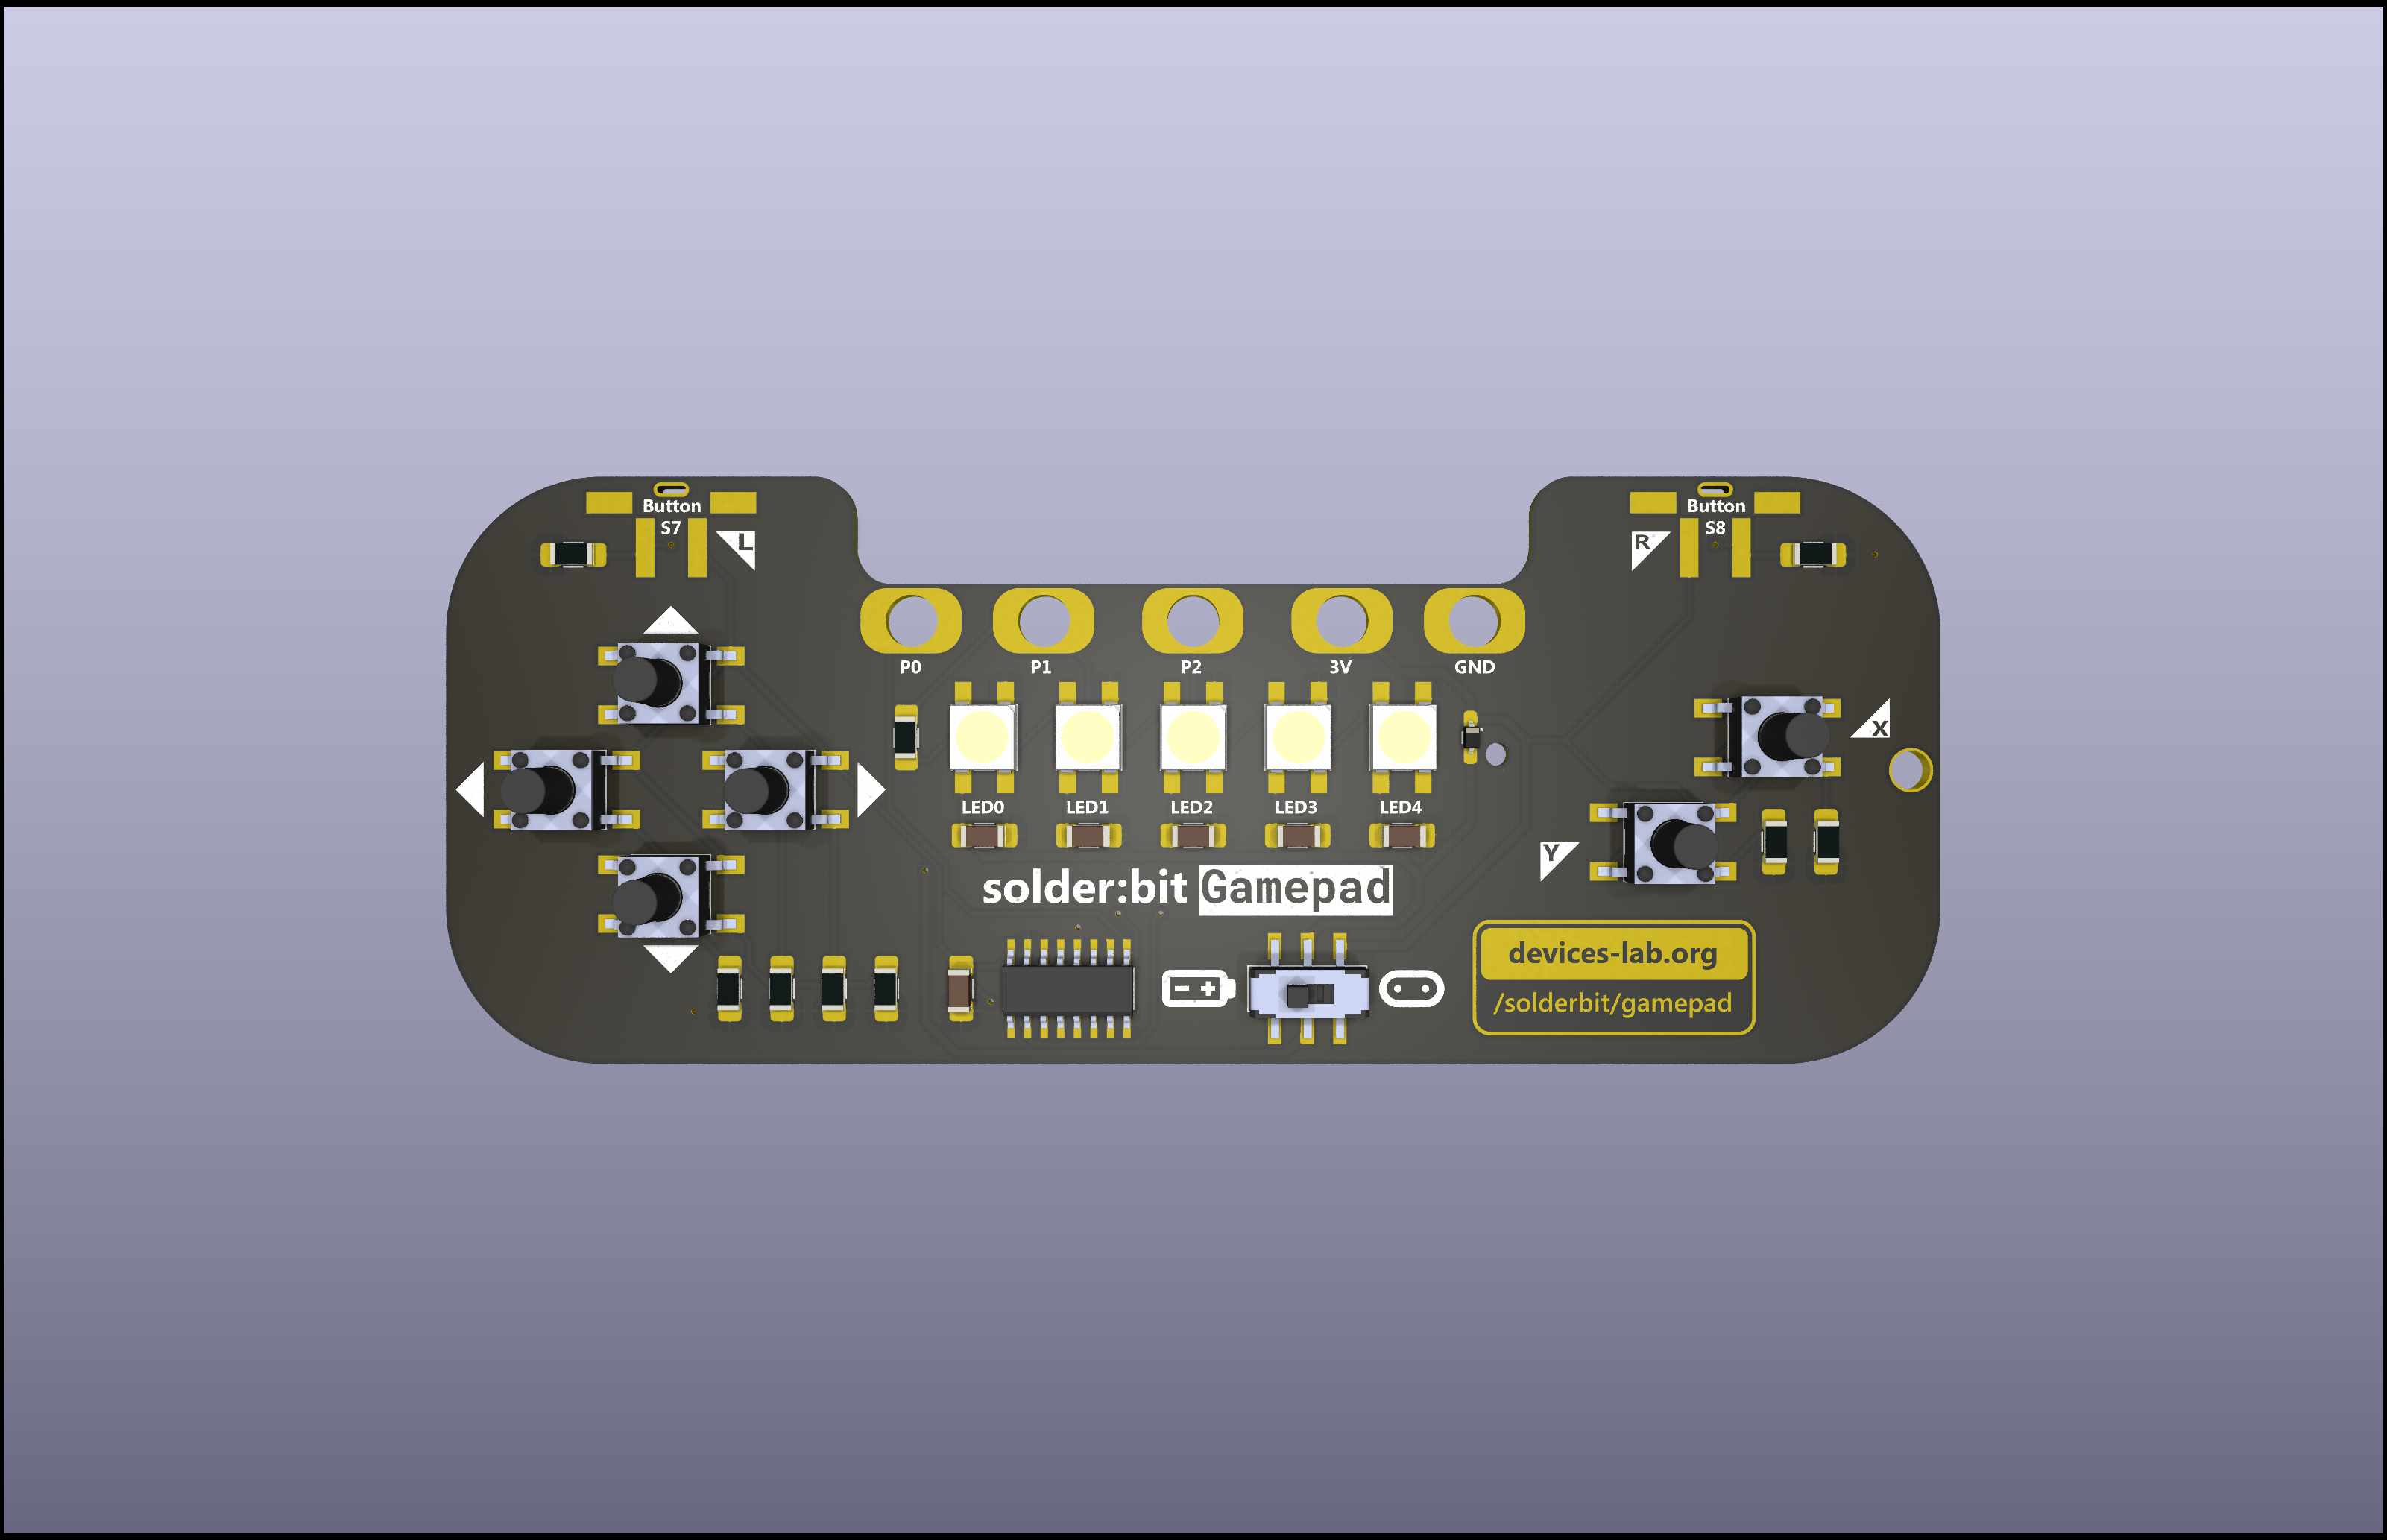 Button
S7
L
Button
S8
R
P0
P1
P2
3V
GND
X
LED0
LED1
LED2
LED3
LED4
Y
solder:bit Gamepad
- +
devices-lab.org
/solderbit/gamepad